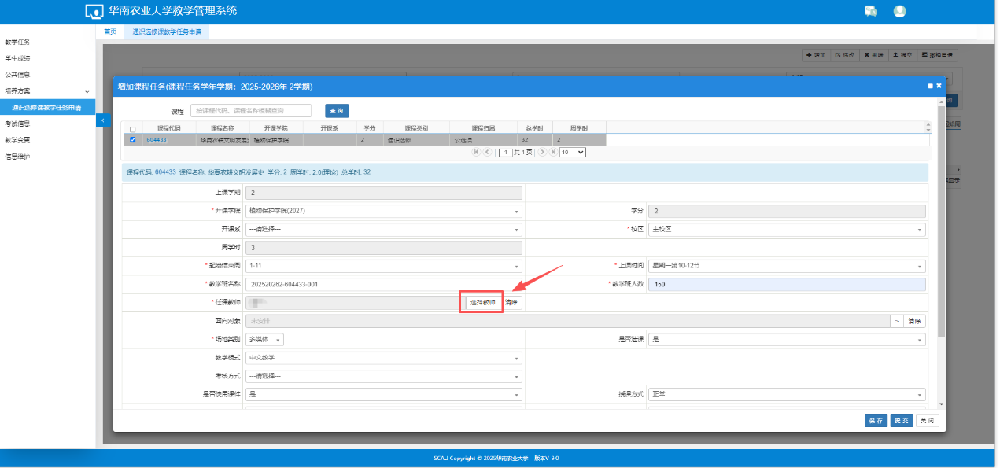 华南农业大学教学管理系统
首页 通识选修课教学任务申请
教学任务
学生成绩
公共信息
培养方案
通识选修课教学任务申请
考试信息
教学变更
信息维护
增加 修改 删除 提交 撤销申请
增加课程任务(课程任务学年学期：2025-2026年 2学期)
课程 按课程代码、课程名称模糊查询 查 询
课程代码 课程名称 开课学院 开课系 学分 课程类别 课程归属 总学时 周学时
604433 华夏农耕文明发展 植物保护学院 2 通识选修 公选课 32 2
1 共 1 页 10
课程代码: 604433 课程名称: 华夏农耕文明发展史 学分: 2 周学时: 2.0(理论) 总学时: 32
上课学期 2
* 开课学院 植物保护学院(2027) 学分 2
开课系 ---请选择--- * 校区 主校区
周学时 3
* 起始结束周 1-11 * 上课时间 星期一第10-12节
* 教学班名称 202520262-604433-001 * 教学班人数 150
* 任课教师 选择教师 清除
面向对象 未安排 > 清除
* 场地类别 多媒体 是否选课 是
教学模式 中文教学
考核方式 ---请选择---
是否使用课件 是 授课方式 正常
保 存 提 交 关 闭
SCAU Copyright © 2025华南农业大学 版本V-9.0